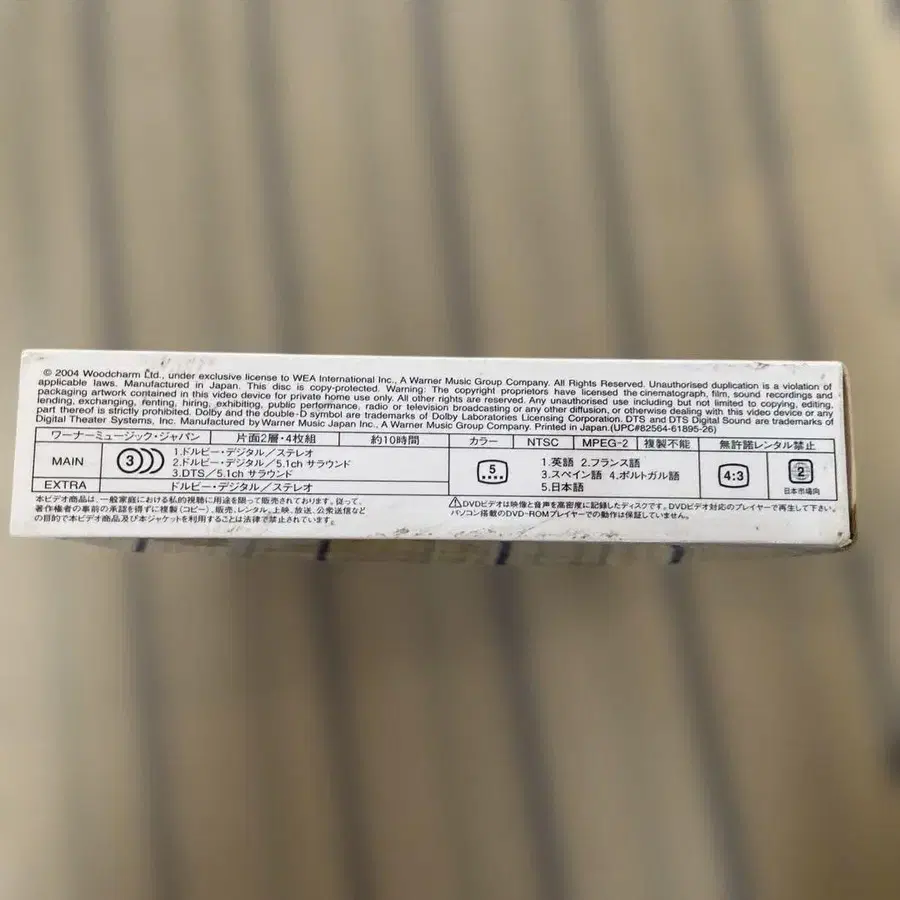 © 2004 Woodcharm Ltd., under exclusive license to WEA International Inc., A Warner Music Group Company. All Rights Reserved. Unauthorised duplication is a violation of
applicable laws. Manufactured in Japan. This disc is copy-protected. Warning: The copyright proprietors have licensed the cinematograph, film, sound recordings and
packaging artwork contained in this video device for private home use only. All other rights are reserved. Any unauthorised use including but not limited to copying, editing,
lending, exchanging, renting, hiring, exhibiting, public performance, radio or television broadcasting or any other diffusion, or otherwise dealing with this video device or any
part thereof is strictly prohibited. Dolby and the double-D symbol are trademarks of Dolby Laboratories Licensing Corporation, DTS and DTS Digital Sound are trademarks of
Digital Theater Systems, Inc. Manufactured by Warner Music Japan Inc., A Warner Music Group Company. Printed in Japan.(UPC#82564-61895-26)
ワーナーミュージック・ジャパン 片面2層・4枚組 約10時間 カラー NTSC MPEG-2 複製不能 無許諾レンタル禁止
MAIN 3 1.ドルビー・デジタル/ステレオ
2.ドルビー・デジタル/5.1ch サラウンド
3.DTS/5.1ch サラウンド
5 1.英語 2.フランス語
3.スペイン語 4.ポルトガル語
5.日本語
4:3 2 日本市場向
EXTRA ドルビー・デジタル/ステレオ
本ビデオ商品は、一般家庭における私的視聴に用途を限って販売されております。従って、
著作権者の事前の承諾を得ずに複製(コピー)、販売、レンタル、上映、放送、公衆送信など
の目的で本ビデオ商品及び本ジャケットを利用することは法律で禁止されています。
⚠DVDビデオは映像と音声を高密度に記録したディスクです。DVDビデオ対応のプレイヤーで再生して下さい。
パソコン搭載のDVD-ROMプレイヤーでの動作は保証していません。